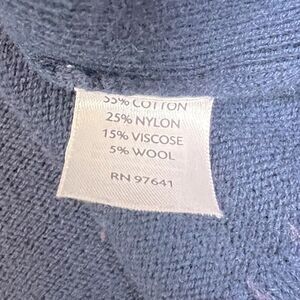 55% COTTON
25% NYLON
15% VISCOSE
5% WOOL
RN 97641